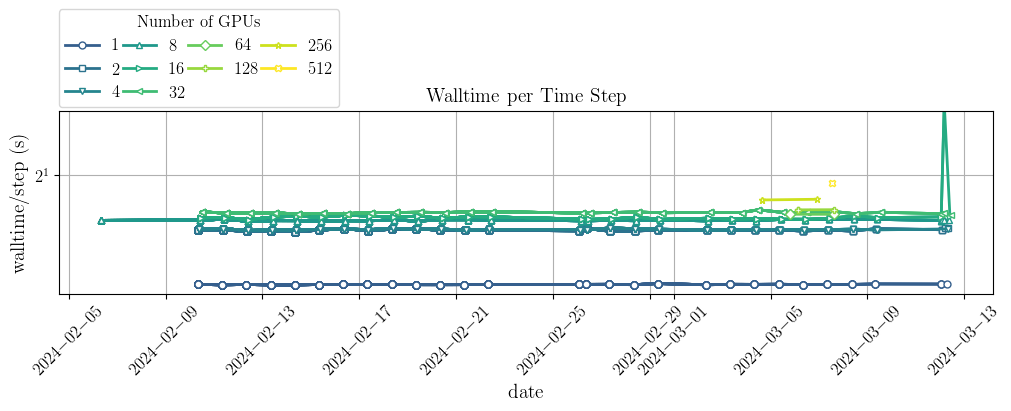 Number of GPUs
1 8 64 256
2 16 128 512
4 32
Walltime per Time Step
walltime/step (s)
2^1
2024−02−05 2024−02−09 2024−02−13 2024−02−17 2024−02−21 2024−02−25 2024−02−29 2024−03−01 2024−03−05 2024−03−09 2024−03−13
date